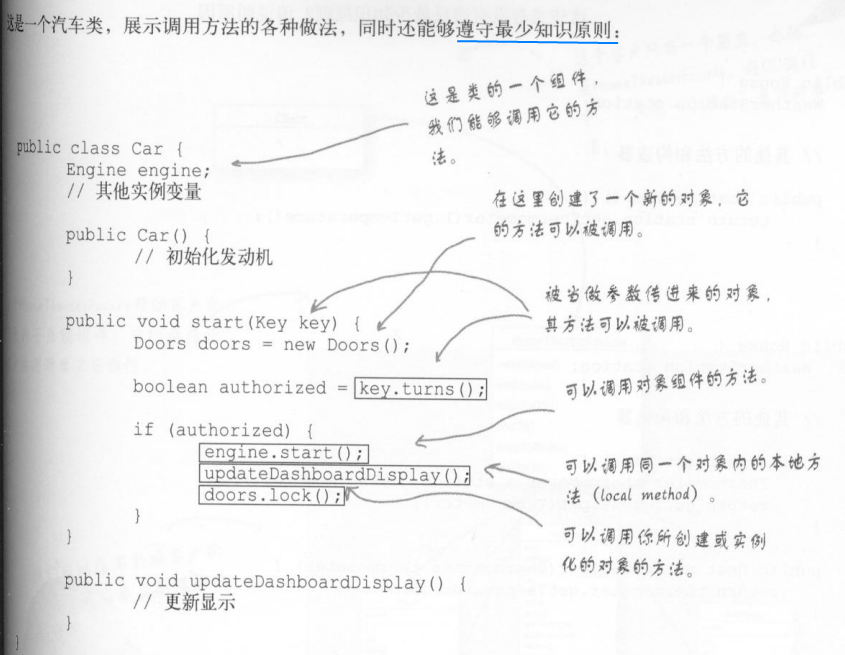 这是一个汽车类，展示调用方法的各种做法，同时还能够遵守最少知识原则：
这是类的一个组件，
我们能够调用它的方
法。
public class Car {
Engine engine;
// 其他实例变量
在这里创建了一个新的对象，它
的方法可以被调用。
public Car() {
// 初始化发动机
}
被当做参数传进来的对象，
其方法可以被调用。
public void start(Key key) {
Doors doors = new Doors();
boolean authorized = key.turns();
可以调用对象组件的方法。
if (authorized) {
engine.start();
updateDashboardDisplay();
doors.lock();
}
}
可以调用同一个对象内的本地方
法（local method）。
可以调用你所创建或实例
化的对象的方法。
public void updateDashboardDisplay() {
// 更新显示
}
}